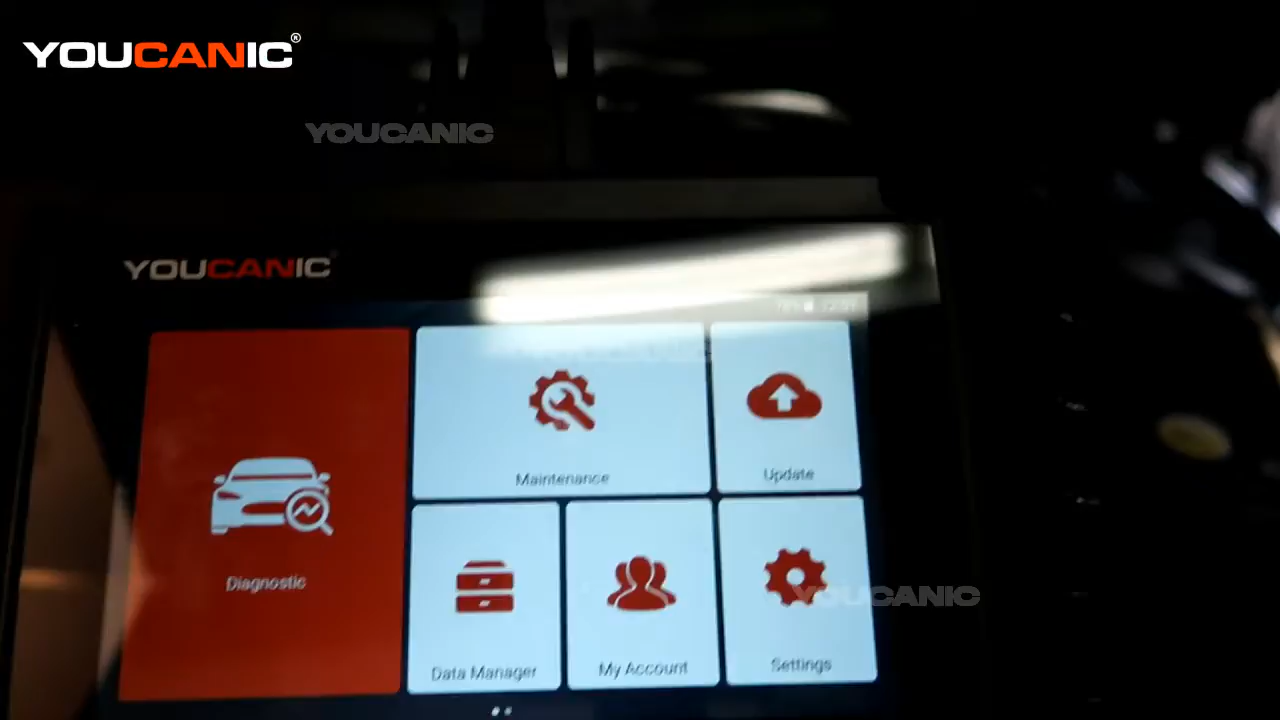 YOUCANIC®
YOUCANIC
YOUCANIC
Maintenance
Update
Diagnostic
Data Manager
My Account
Settings
YOUCANIC